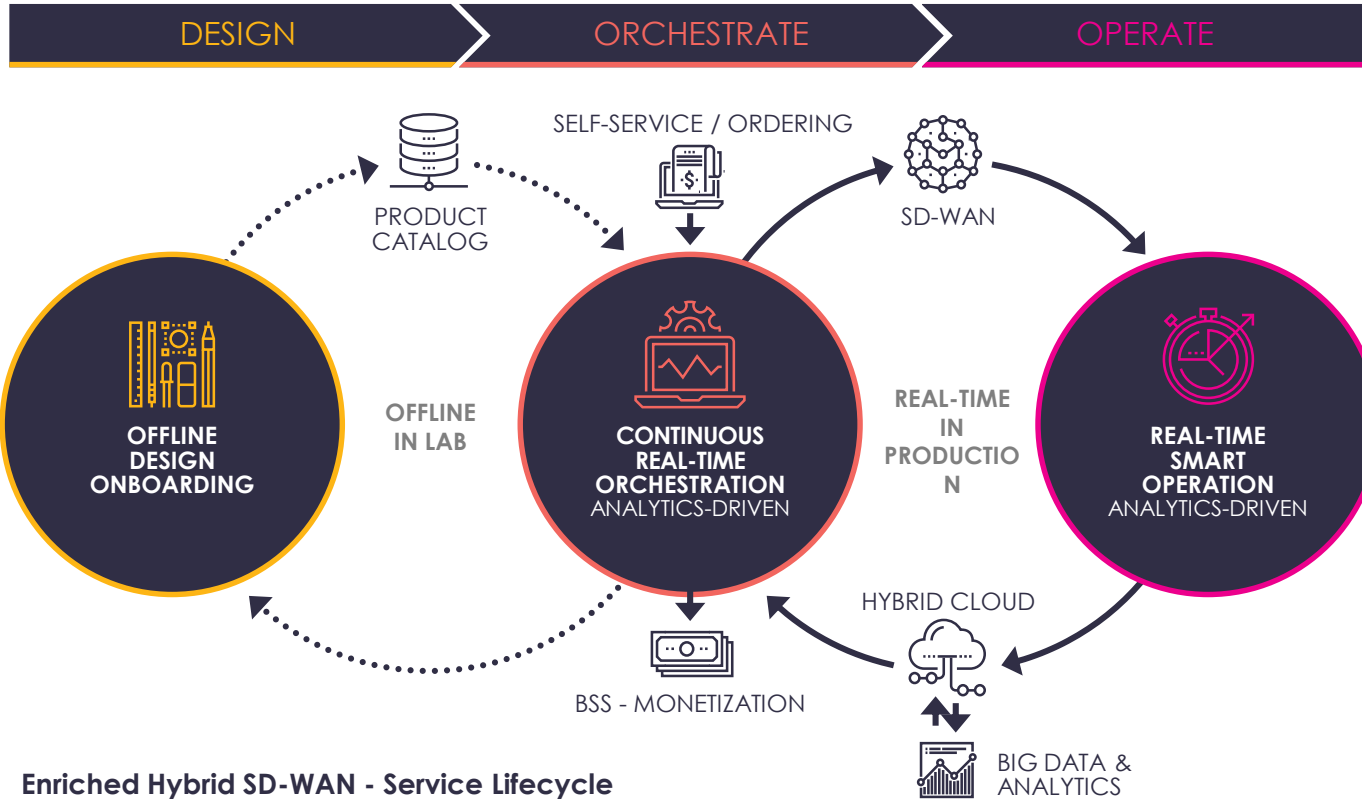 DESIGN
ORCHESTRATE
OPERATE
SELF-SERVICE / ORDERING
$
PRODUCT
CATALOG
SD-WAN
OFFLINE
DESIGN
ONBOARDING
OFFLINE
IN LAB
CONTINUOUS
REAL-TIME
ORCHESTRATION
ANALYTICS-DRIVEN
REAL-TIME
IN
PRODUCTIO
N
REAL-TIME
SMART
OPERATION
ANALYTICS-DRIVEN
HYBRID CLOUD
BSS - MONETIZATION
BIG DATA &
ANALYTICS
Enriched Hybrid SD-WAN - Service Lifecycle